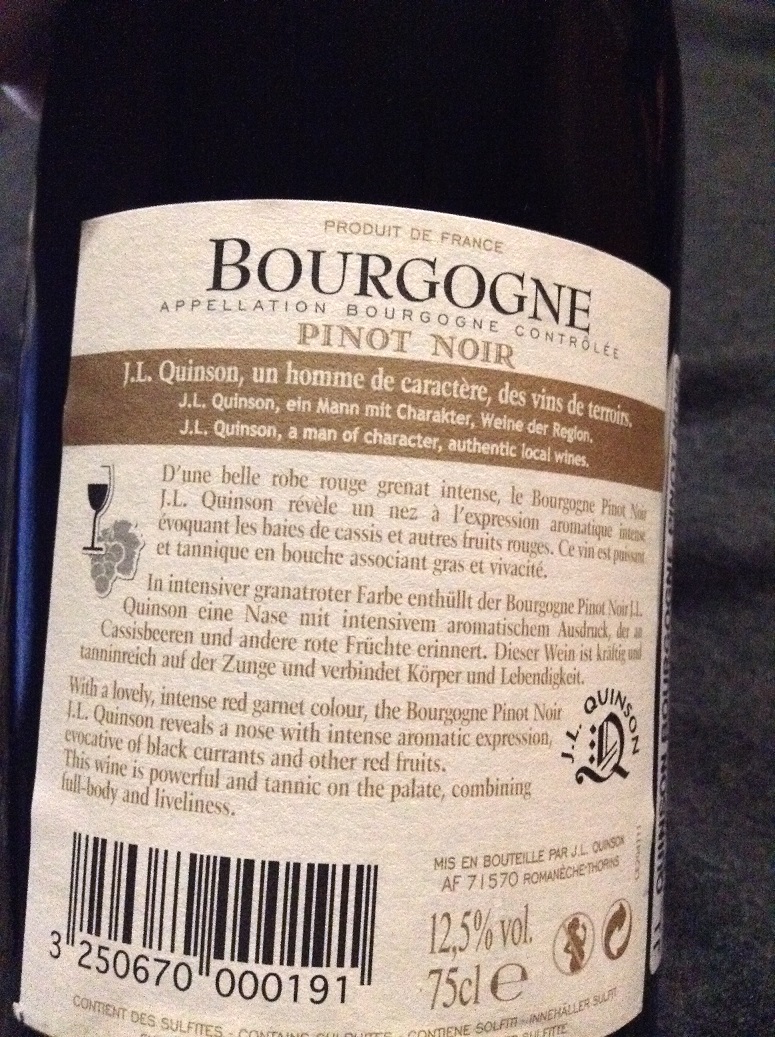 PRODUIT DE FRANCE
BOURGOGNE
APPELLATION BOURGOGNE CONTRÔLÉE
PINOT NOIR
J.L. Quinson, un homme de caractère, des vins de terroirs.
J.L. Quinson, ein Mann mit Charakter, Weine der Region.
J.L. Quinson, a man of character, authentic local wines.
D'une belle robe rouge grenat intense, le Bourgogne Pinot Noir
J.L. Quinson révèle un nez à l'expression aromatique intense
évoquant les baies de cassis et autres fruits rouges. Ce vin est puissant
et tannique en bouche associant gras et vivacité.
In intensiver granatroter Farbe enthüllt der Bourgogne Pinot Noir J.L.
Quinson eine Nase mit intensivem aromatischem Ausdruck, der an
Cassisbeeren und andere rote Früchte erinnert. Dieser Wein ist kräftig und
tanninreich auf der Zunge und verbindet Körper und Lebendigkeit.
With a lovely, intense red garnet colour, the Bourgogne Pinot Noir
J.L. Quinson reveals a nose with intense aromatic expression,
evocative of black currants and other red fruits.
This wine is powerful and tannic on the palate, combining
full-body and liveliness.
J.L. QUINSON
Q
MIS EN BOUTEILLE PAR J.L. QUINSON
AF 71570 ROMANÈCHE-THORINS
12,5% vol.
75cl e
3 250670 000191
CONTIENT DES SULFITES - CONTAINS SULPHITES - CONTIENE SOLFITI - INNEHÅLLER SULFIT